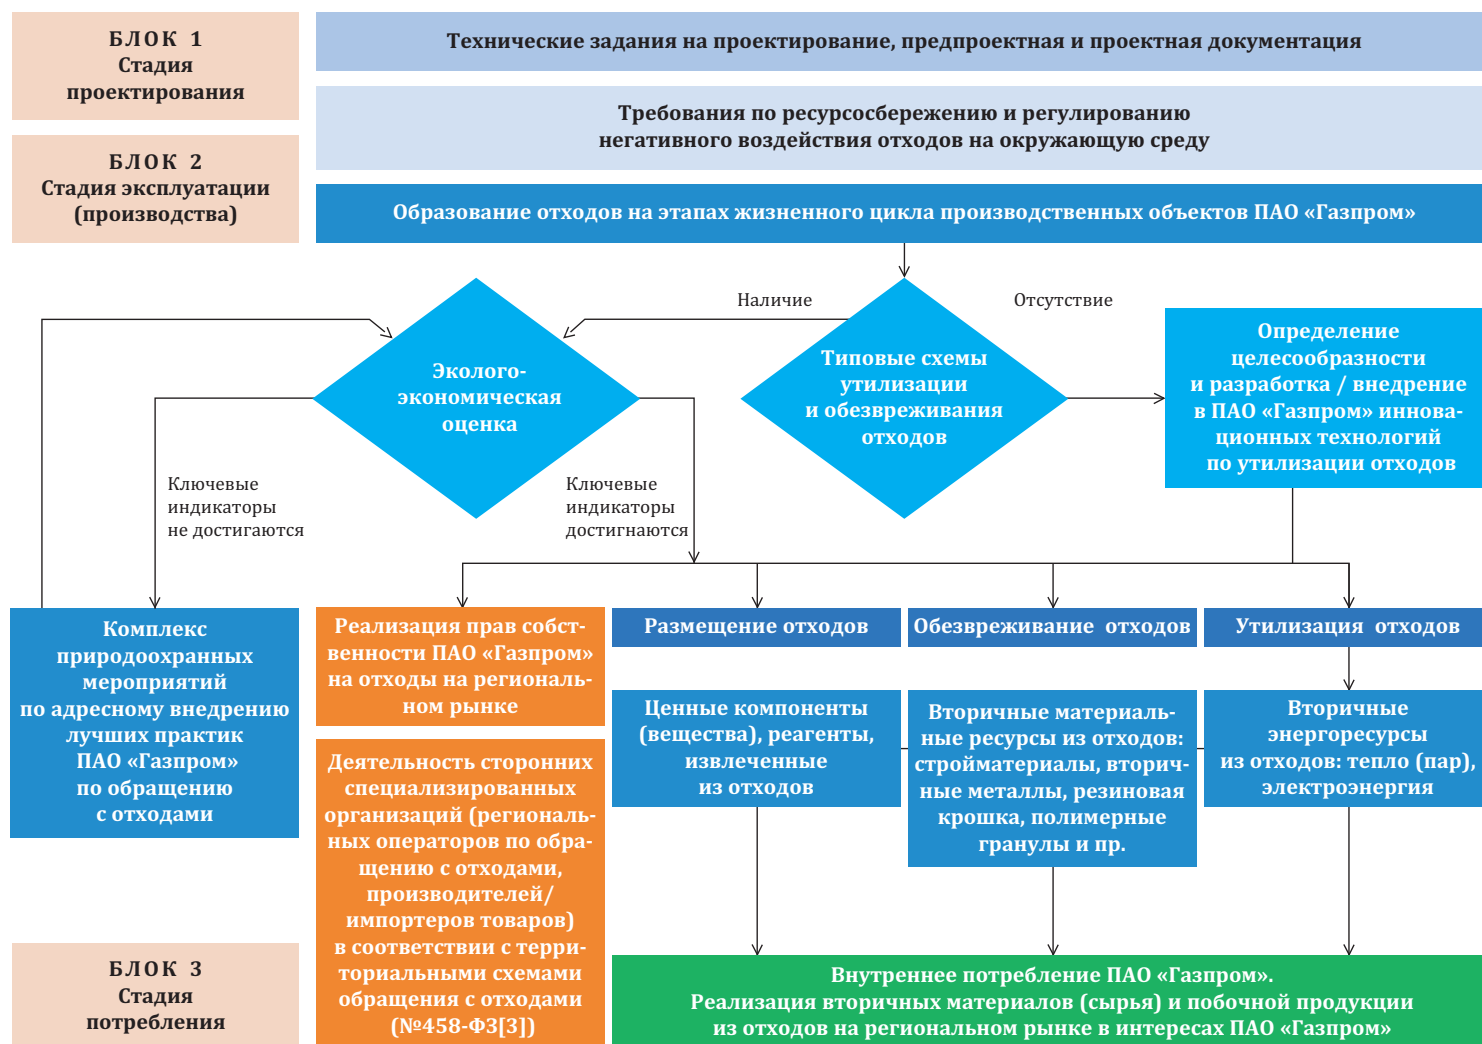 БЛОК 1
Стадия
проектирования
Технические задания на проектирование, предпроектная и проектная документация
Требования по ресурсосбережению и регулированию
негативного воздействия отходов на окружающую среду
БЛОК 2
Стадия эксплуатации
(производства)
Образование отходов на этапах жизненного цикла производственных объектов ПАО «Газпром»
Наличие
Отсутствие
Эколого-
экономическая
оценка
Типовые схемы
утилизации
и обезвреживания
отходов
Определение
целесообразности
и разработка / внедрение
в ПАО «Газпром» иннова-
ционных технологий
по утилизации отходов
Ключевые
индикаторы
не достигаются
Ключевые
индикаторы
достигнаются
Комплекс
природоохранных
мероприятий
по адресному внедрению
лучших практик
ПАО «Газпром»
по обращению
с отходами
Реализация прав собст-
венности ПАО «Газпром»
на отходы на региональ-
ном рынке
Размещение отходов
Обезвреживание отходов
Утилизация отходов
Ценные компоненты
(вещества), реагенты,
извлеченные
из отходов
Вторичные материаль-
ные ресурсы из отходов:
стройматериалы, вторич-
ные металлы, резиновая
крошка, полимерные
гранулы и пр.
Вторичные
энергоресурсы
из отходов: тепло (пар),
электроэнергия
Деятельность сторонних
специализированных
организаций (региональ-
ных операторов по обра-
щению с отходами,
производителей/
импортеров товаров)
в соответствии с терри-
ториальными схемами
обращения с отходами
(№458-ФЗ[3])
БЛОК 3
Стадия
потребления
Внутреннее потребление ПАО «Газпром».
Реализация вторичных материалов (сырья) и побочной продукции
из отходов на региональном рынке в интересах ПАО «Газпром»